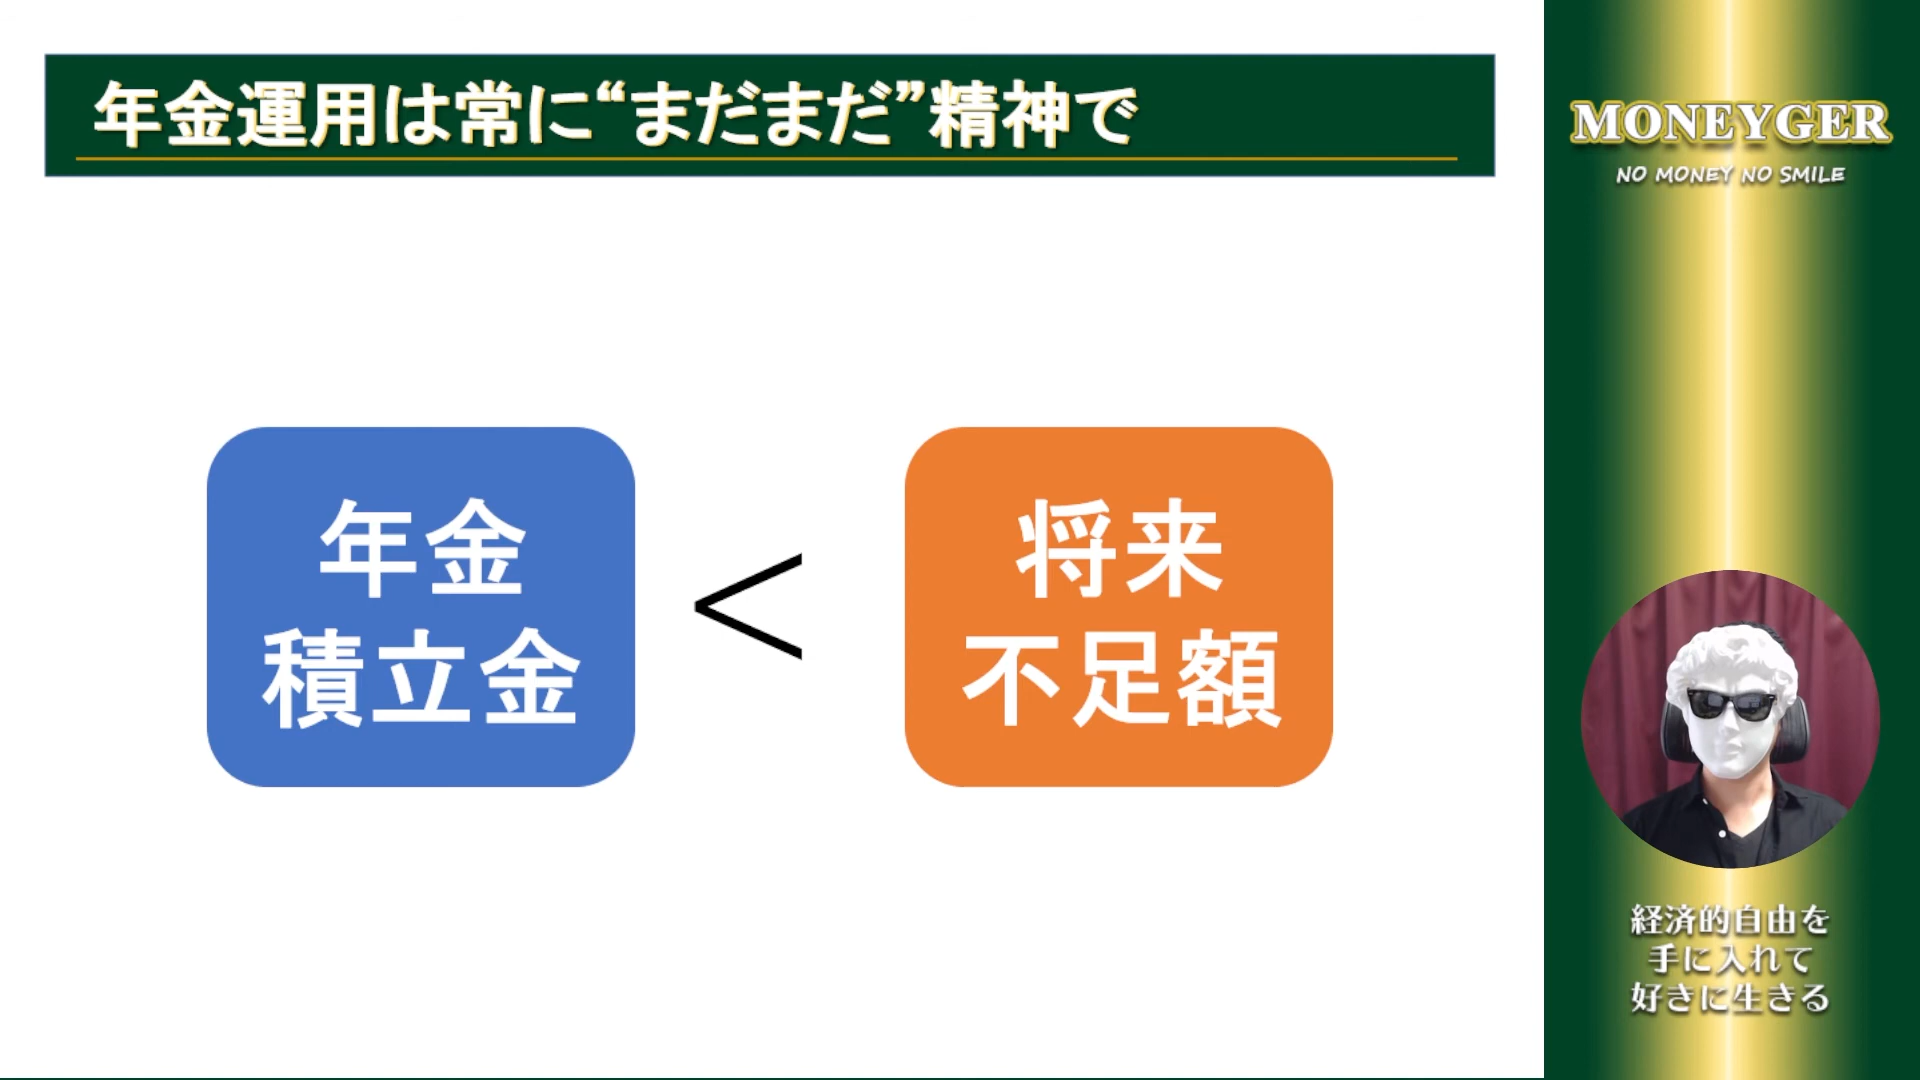 年金運用は常に“まだまだ”精神で
年金
積立金
<
将来
不足額
MONEYGER
NO MONEY NO SMILE
経済的自由を
手に入れて
好きに生きる